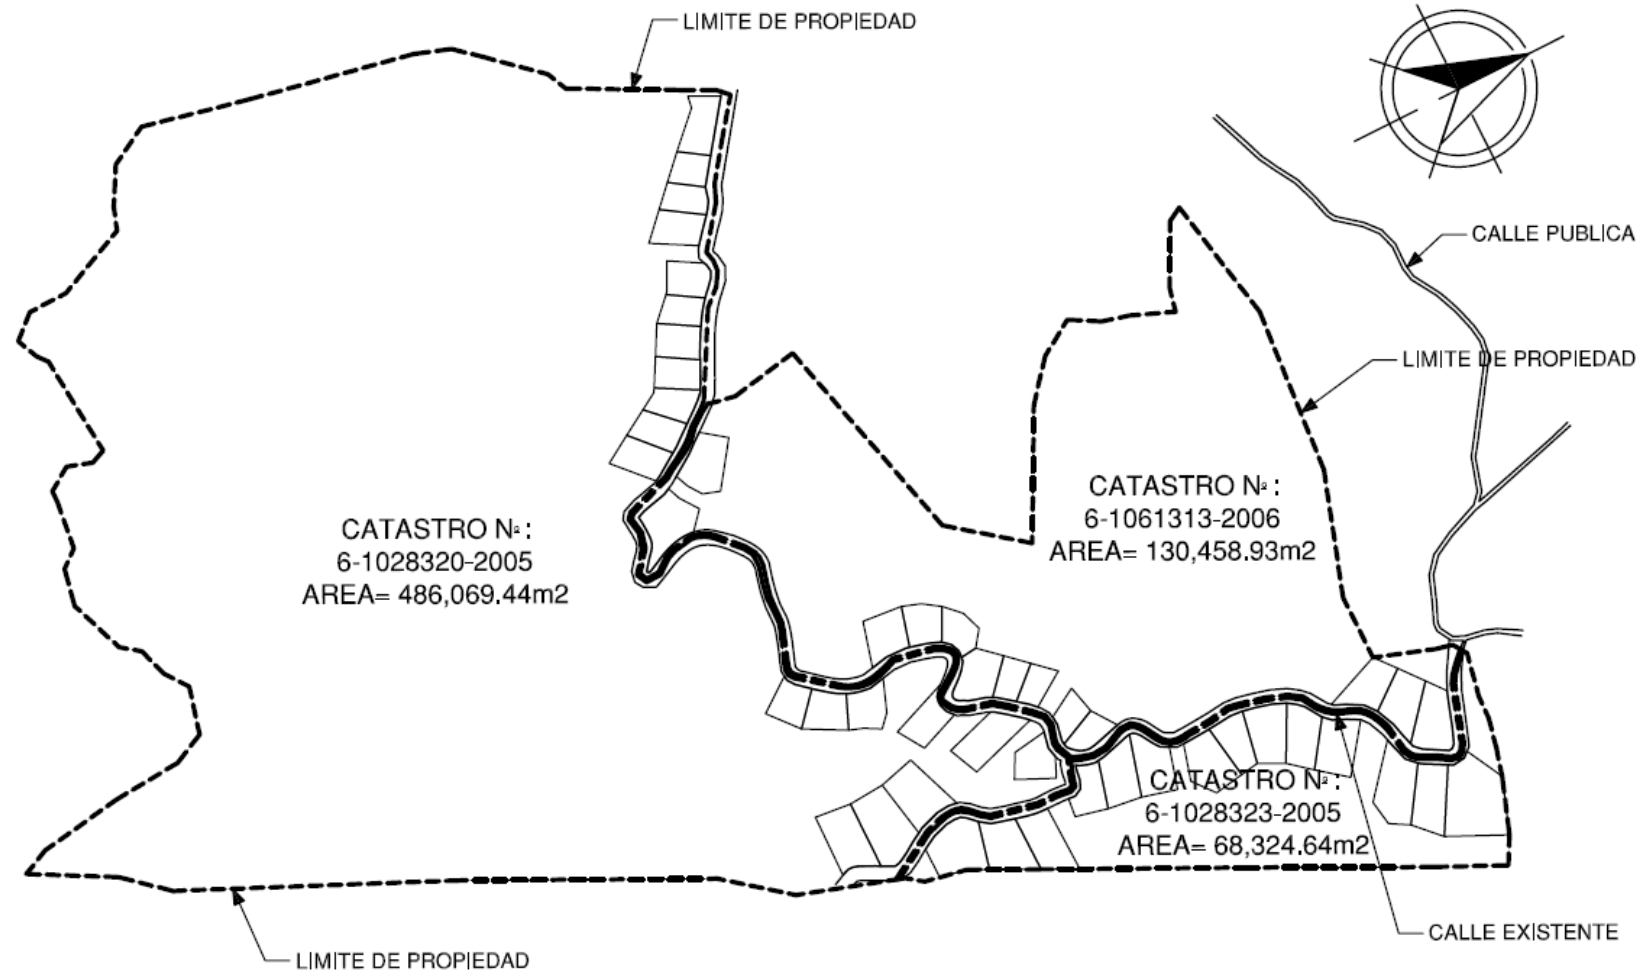 LIMITE DE PROPIEDAD
CALLE PUBLICA
LIMITE DE PROPIEDAD
CATASTRO Nº:
6-1061313-2006
AREA= 130,458.93m2
CATASTRO Nº:
6-1028320-2005
AREA= 486,069.44m2
CATASTRO Nº:
6-1028323-2005
AREA= 68,324.64m2
CALLE EXISTENTE
LIMITE DE PROPIEDAD